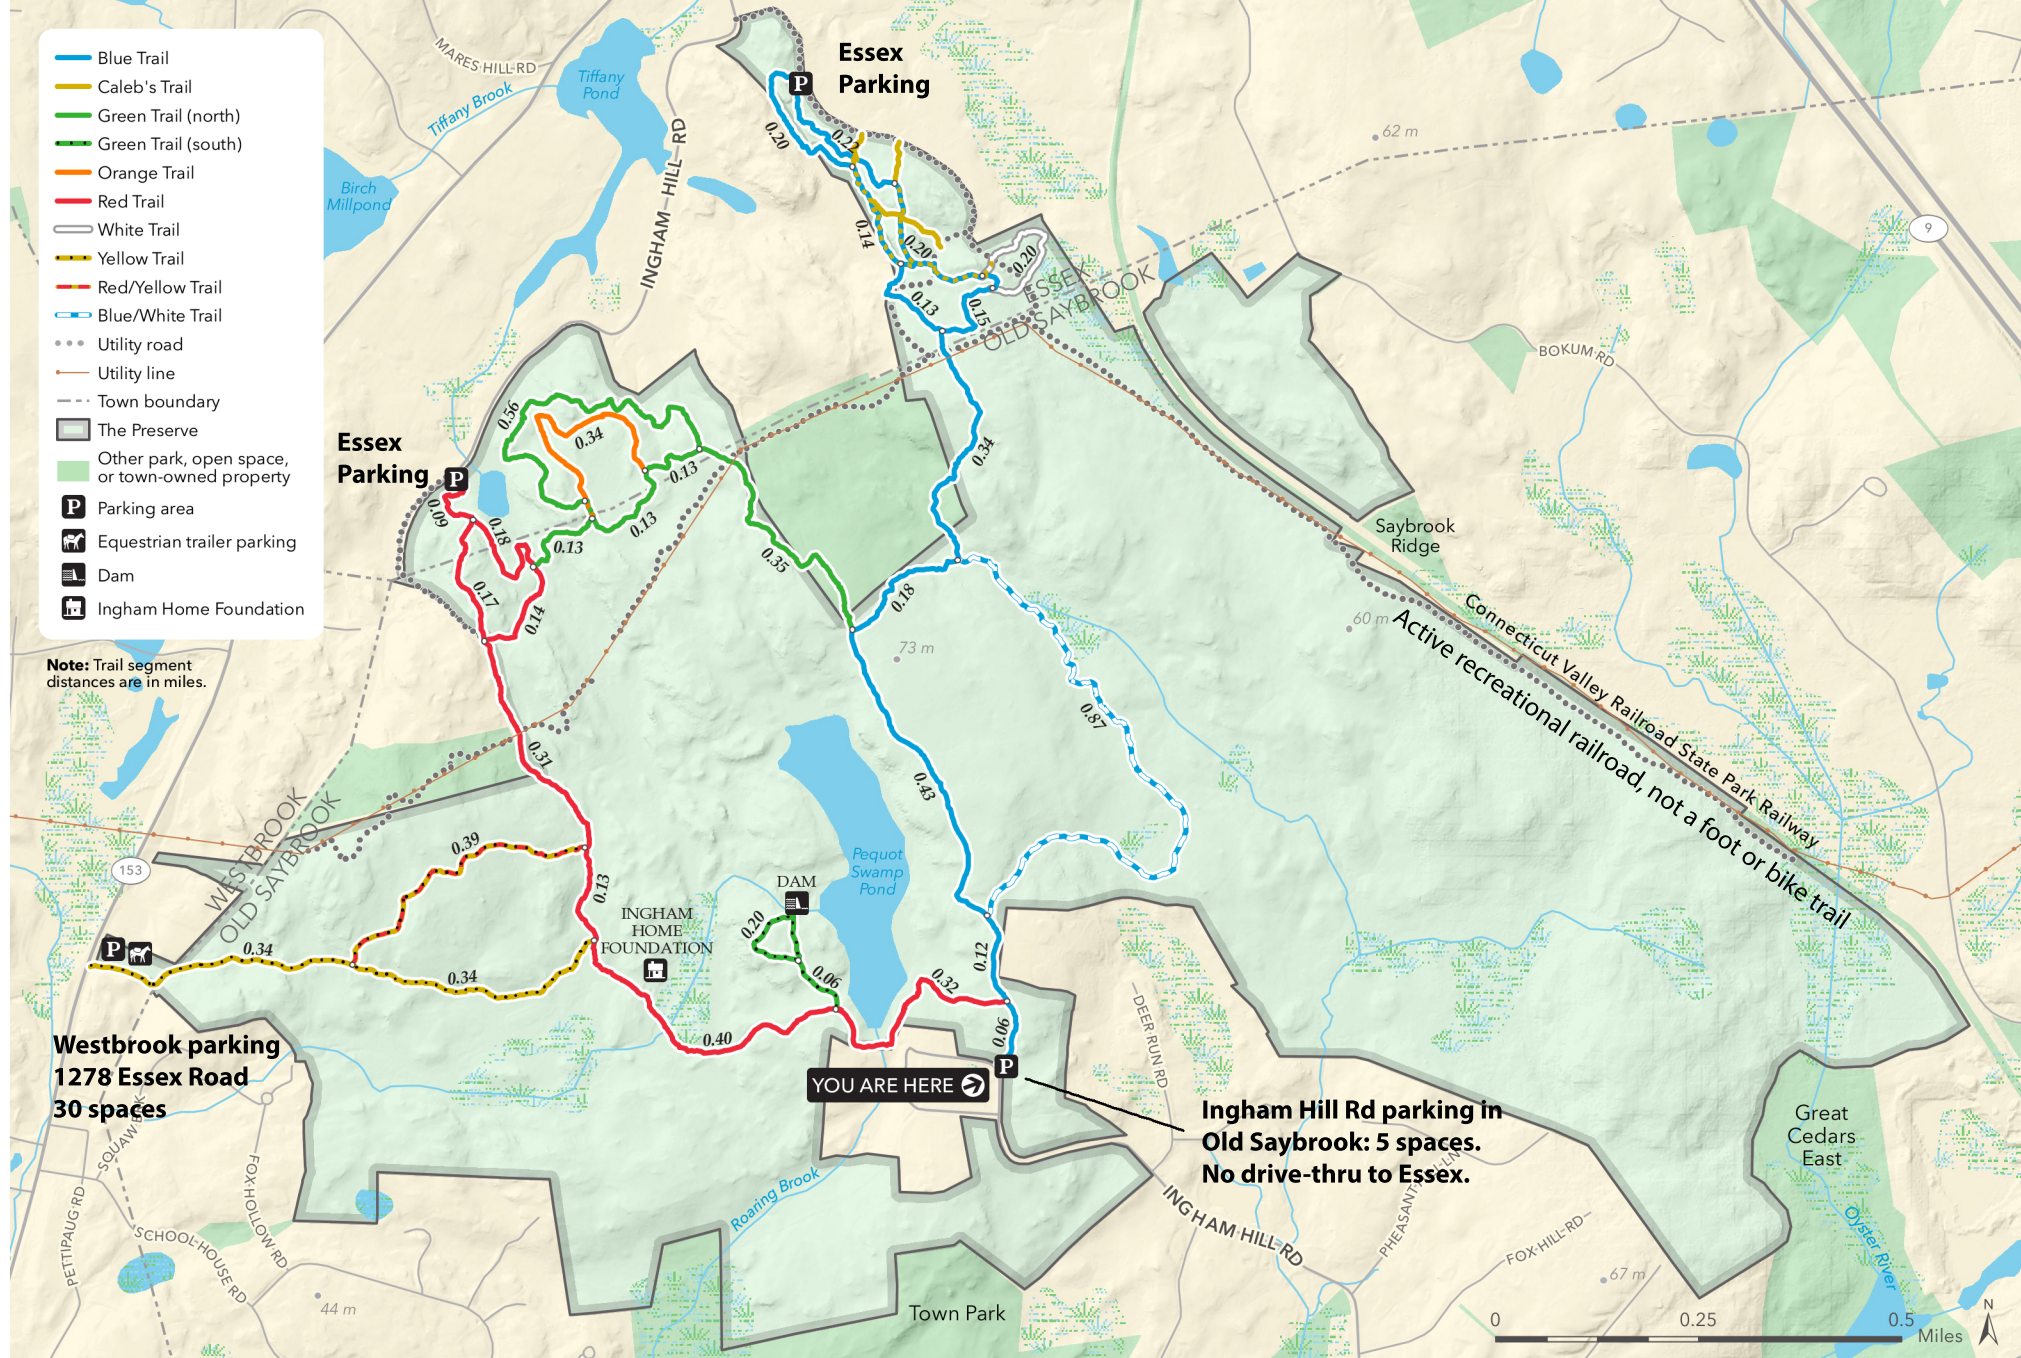 Blue Trail
Caleb's Trail
Green Trail (north)
Green Trail (south)
Orange Trail
Red Trail
White Trail
Yellow Trail
Red/Yellow Trail
Blue/White Trail
Utility road
Utility line
Town boundary
The Preserve
Other park, open space,
or town-owned property
P Parking area
Equestrian trailer parking
Dam
Ingham Home Foundation
Note: Trail segment
distances are in miles.
MARES HILL RD
Tiffany Brook
Tiffany
Pond
Birch
Millpond
INGHAM HILL RD
Essex
Parking
P
0.20
0.22
0.14
0.20
0.20
0.13
0.15
ESSEX
OLD SAYBROOK
62 m
9
BOKUM RD
Essex
Parking
P
0.56
0.34
0.13
0.13
0.13
0.09
0.18
0.17
0.14
0.35
0.34
0.18
73 m
0.87
0.43
0.31
Saybrook
Ridge
60 m
Connecticut Valley Railroad State Park Railway
Active recreational railroad, not a foot or bike trail
WESTBROOK
OLD SAYBROOK
153
P
0.39
0.13
0.34
0.34
INGHAM
HOME
FOUNDATION
DAM
0.20
0.06
Pequot
Swamp
Pond
0.40
0.32
0.12
0.06
P
YOU ARE HERE
DEER RUN RD
Westbrook parking
1278 Essex Road
30 spaces
Ingham Hill Rd parking in
Old Saybrook: 5 spaces.
No drive-thru to Essex.
SQUAW
PETTIPAUG RD
FOX HOLLOW RD
SCHOOL HOUSE RD
44 m
Roaring Brook
INGHAM HILL RD
PHEASANT LN
FOX HILL RD
67 m
Great
Cedars
East
Oyster River
Town Park
0 0.25 0.5
Miles
N